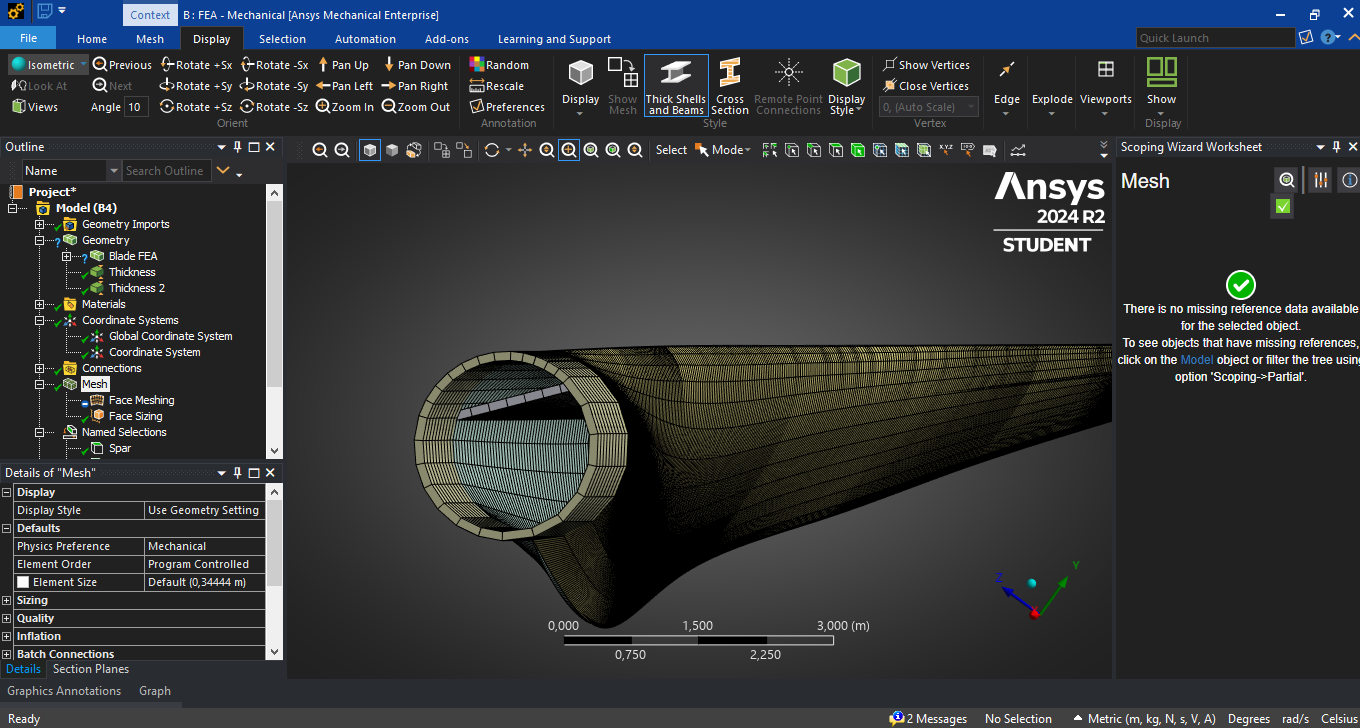 Context B: FEA - Mechanical [Ansys Mechanical Enterprise]
File Home Mesh Display Selection Automation Add-ons Learning and Support Quick Launch
Isometric Previous Rotate +Sx Rotate -Sx Pan Up Pan Down Random
Look At Next Rotate +Sy Rotate -Sy Pan Left Pan Right Rescale
Views Angle 10 Rotate +Sz Rotate -Sz Zoom In Zoom Out Preferences
Orient Annotation
Display Show Mesh Thick Shells and Beams Cross Section Remote Point Connections Display Style
Style
Show Vertices
Close Vertices
0, (Auto Scale)
Vertex
Edge Explode Viewports Show
Display
Outline
Name Search Outline
Project*
Model (B4)
Geometry Imports
Geometry
Blade FEA
Thickness
Thickness 2
Materials
Coordinate Systems
Global Coordinate System
Coordinate System
Connections
Mesh
Face Meshing
Face Sizing
Named Selections
Spar
Details of "Mesh"
Display
Display Style Use Geometry Setting
Defaults
Physics Preference Mechanical
Element Order Program Controlled
Element Size Default (0,34444 m)
Sizing
Quality
Inflation
Batch Connections
Details Section Planes
Graphics Annotations Graph
Select Mode
Ansys
2024 R2
STUDENT
Z Y X
0,000 1,500 3,000 (m)
0,750 2,250
Scoping Wizard Worksheet
Mesh
There is no missing reference data available
for the selected object.
To see objects that have missing references,
click on the Model object or filter the tree using
option 'Scoping->Partial'.
Ready 2 Messages No Selection Metric (m, kg, N, s, V, A) Degrees rad/s Celsius